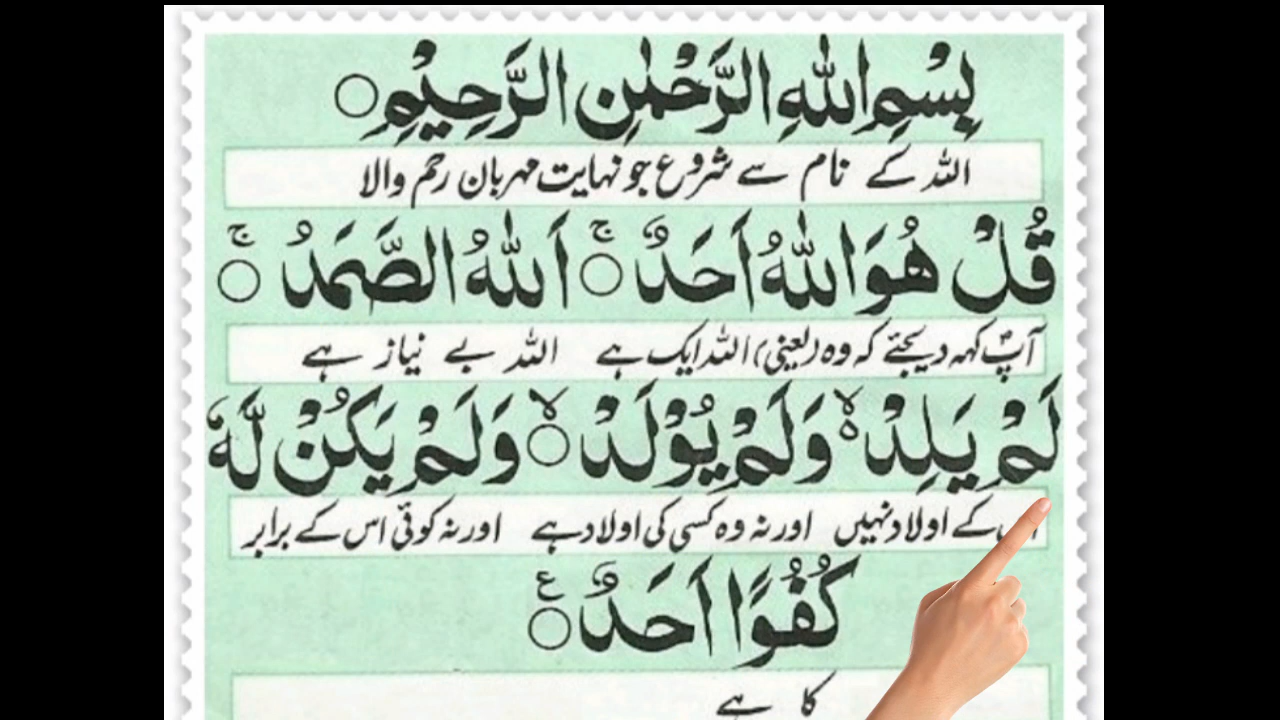 بِسْمِ اللّٰهِ الرَّحْمٰنِ الرَّحِيْمِ ○
اللہ کے نام سے شروع جو نہایت مہربان رحم والا
قُلْ هُوَ اللّٰهُ اَحَدٌ ۚ○ اَللّٰهُ الصَّمَدُ ۚ○
آپؐ کہہ دیجئے کہ وہ (یعنی) اللہ ایک ہے اللہ بے نیاز ہے
لَمْ يَلِدْ ۙ۬ وَلَمْ يُوْلَدْ ۙ○ وَلَمْ يَكُنْ لَّهٗ
کے اولاد نہیں اور نہ وہ کسی کی اولاد ہے اور نہ کوئی اس کے برابر
كُفُوًا اَحَدٌ ○ع
کا ہے